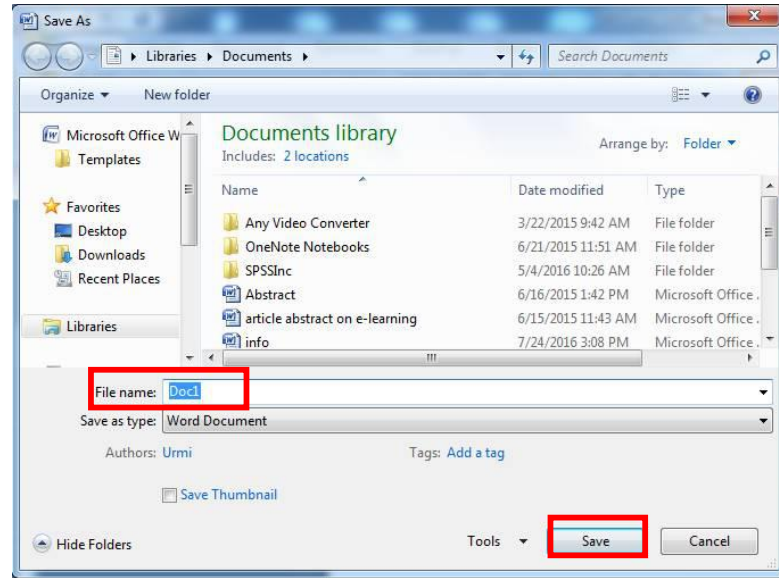 Save As
Libraries Documents
Search Documents
Organize New folder
Microsoft Office W
Templates
Favorites
Desktop
Downloads
Recent Places
Libraries
Documents library
Includes: 2 locations
Arrange by: Folder
Name Date modified Type
Any Video Converter 3/22/2015 9:42 AM File folder
OneNote Notebooks 6/21/2015 11:51 AM File folder
SPSSInc 5/4/2016 10:26 AM File folder
Abstract 6/16/2015 1:42 PM Microsoft Office .
article abstract on e-learning 6/15/2015 11:43 AM Microsoft Office .
info 7/24/2016 3:08 PM Microsoft Office .
File name: Doc1
Save as type: Word Document
Authors: Urmi Tags: Add a tag
Save Thumbnail
Hide Folders Tools Save Cancel